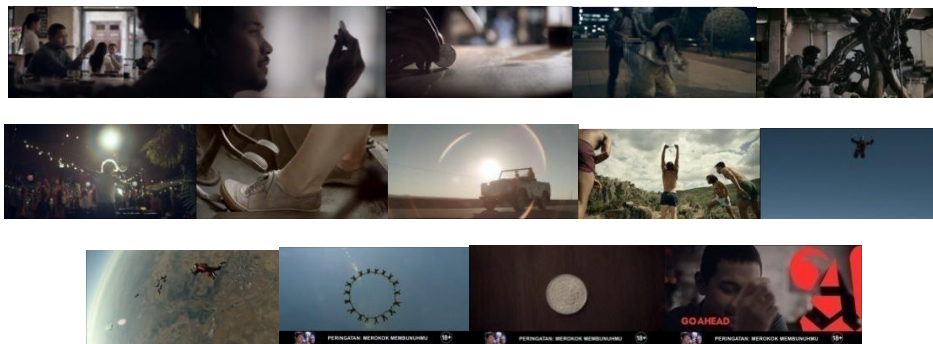 PERINGATAN: MEROKOK MEMBUNUHMU 18+
PERINGATAN: MEROKOK MEMBUNUHMU 18+
GO AHEAD
A
PERINGATAN: MEROKOK MEMBUNUHMU 18+